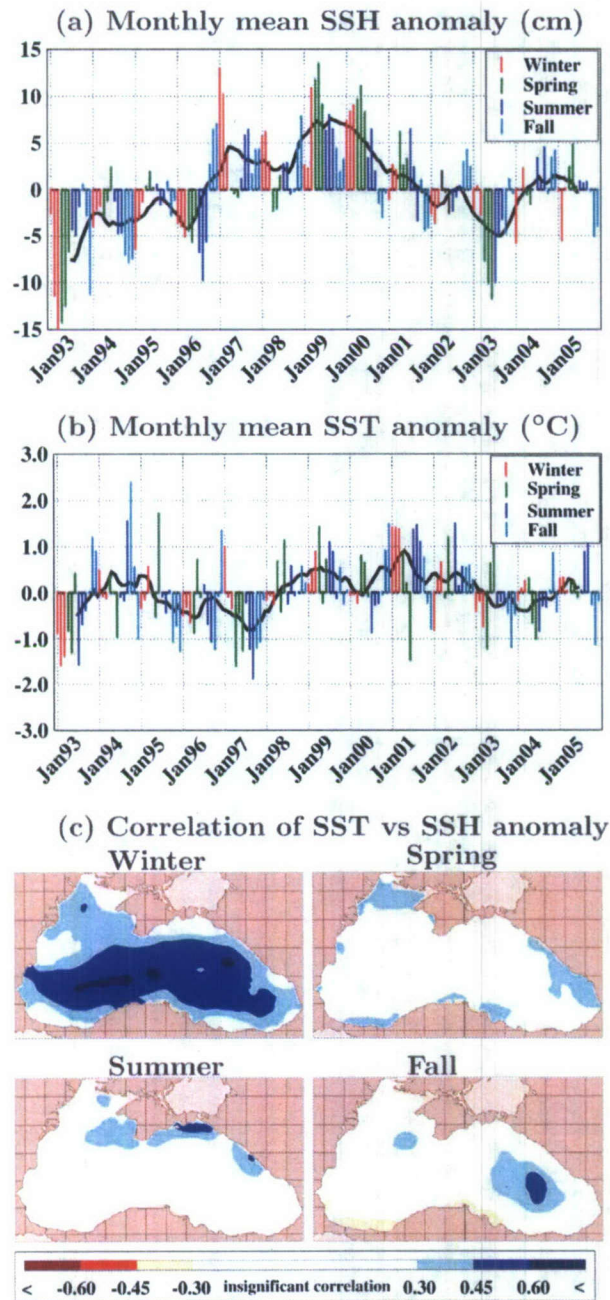 (a) Monthly mean SSH anomaly (cm)
15
10
5
0
-5
-10
-15
Winter
Spring
Summer
Fall
Jan93
Jan94
Jan95
Jan96
Jan97
Jan98
Jan99
Jan00
Jan01
Jan02
Jan03
Jan04
Jan05
(b) Monthly mean SST anomaly (°C)
3.0
2.0
1.0
0.0
-1.0
-2.0
-3.0
Winter
Spring
Summer
Fall
Jan93
Jan94
Jan95
Jan96
Jan97
Jan98
Jan99
Jan00
Jan01
Jan02
Jan03
Jan04
Jan05
(c) Correlation of SST vs SSH anomaly
Winter Spring
Summer Fall
< -0.60 -0.45 -0.30 insignificant correlation 0.30 0.45 0.60 <